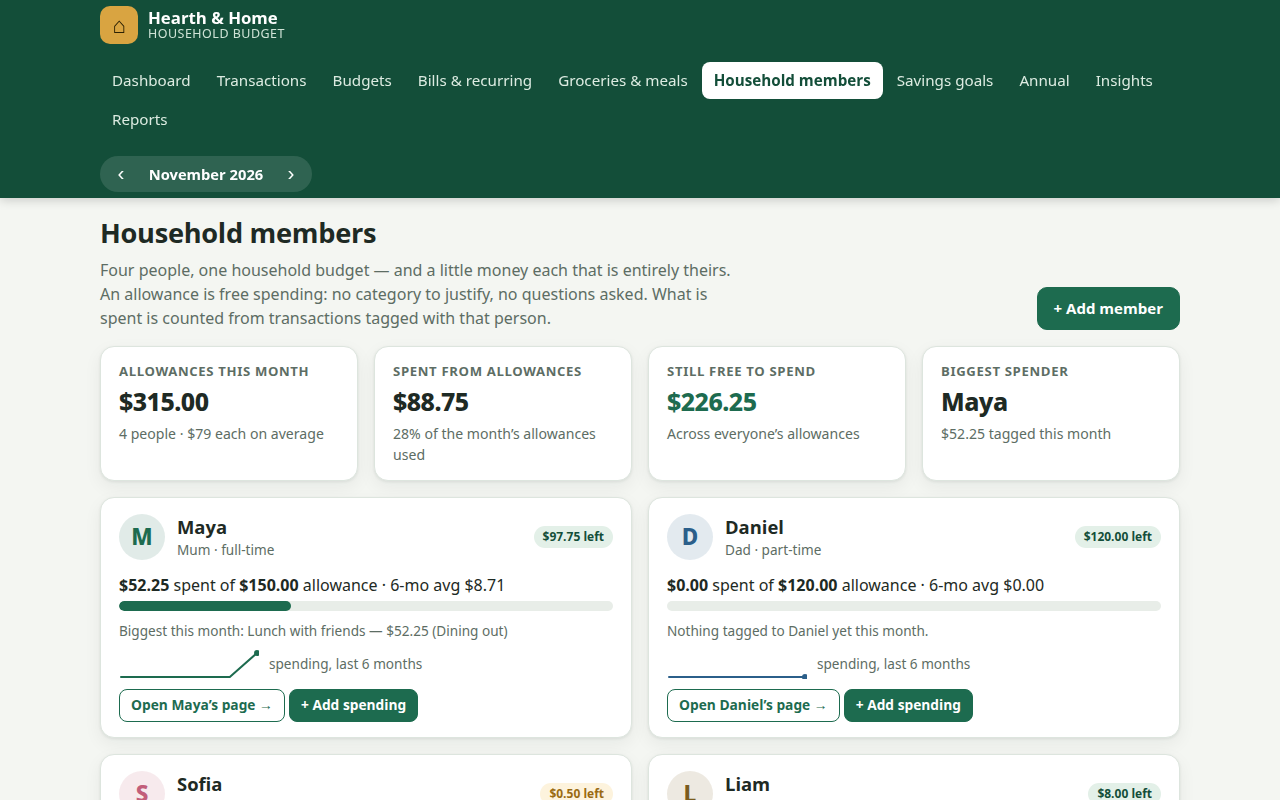 ⌂
Hearth & Home
HOUSEHOLD BUDGET
Dashboard Transactions Budgets Bills & recurring Groceries & meals Household members Savings goals Annual Insights
Reports
‹ November 2026 ›
Household members
Four people, one household budget — and a little money each that is entirely theirs.
An allowance is free spending: no category to justify, no questions asked. What is
spent is counted from transactions tagged with that person.
+ Add member
ALLOWANCES THIS MONTH
$315.00
4 people · $79 each on average
SPENT FROM ALLOWANCES
$88.75
28% of the month’s allowances
used
STILL FREE TO SPEND
$226.25
Across everyone’s allowances
BIGGEST SPENDER
Maya
$52.25 tagged this month
M
Maya
Mum · full-time
$97.75 left
$52.25 spent of $150.00 allowance · 6-mo avg $8.71
Biggest this month: Lunch with friends — $52.25 (Dining out)
spending, last 6 months
Open Maya’s page →
+ Add spending
D
Daniel
Dad · part-time
$120.00 left
$0.00 spent of $120.00 allowance · 6-mo avg $0.00
Nothing tagged to Daniel yet this month.
spending, last 6 months
Open Daniel’s page →
+ Add spending
S
Sofia
$0.50 left
L
Liam
$8.00 left